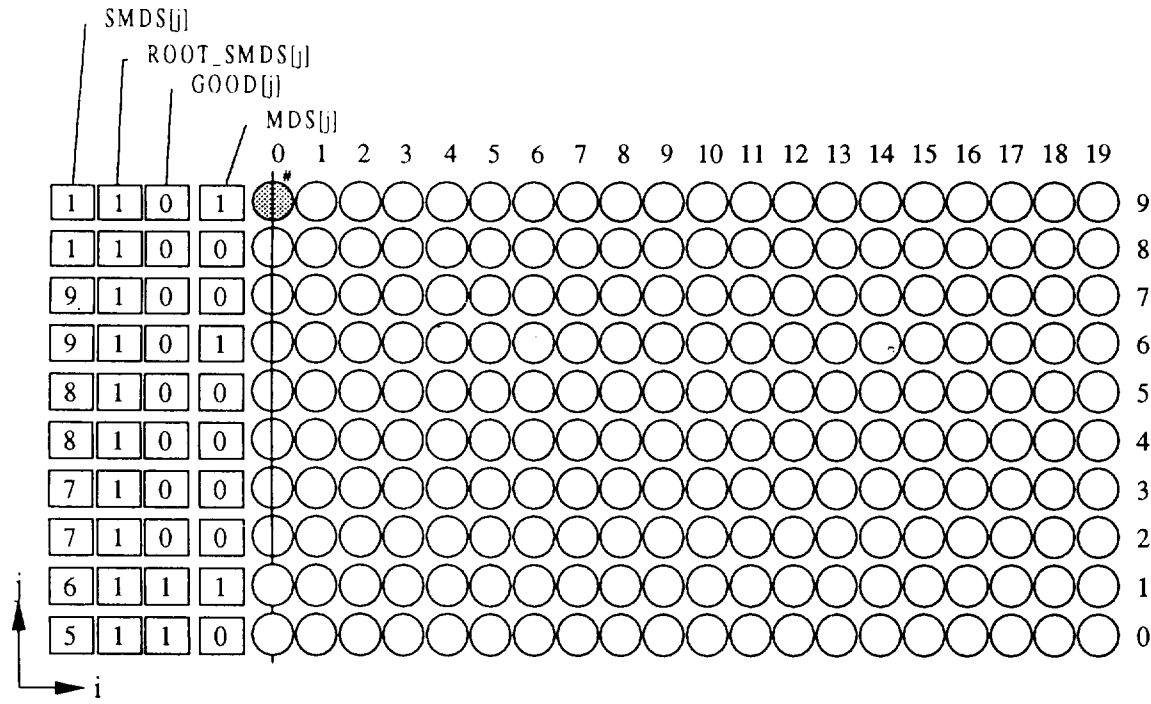 SMDS[j]
ROOT_SMDS[j]
GOOD[j]
MDS[j]
0 1 2 3 4 5 6 7 8 9 10 11 12 13 14 15 16 17 18 19
#
1 1 0 1 9
1 1 0 0 8
9 1 0 0 7
9 1 0 1 6
8 1 0 0 5
8 1 0 0 4
7 1 0 0 3
7 1 0 0 2
6 1 1 1 1
5 1 1 0 0
j
i